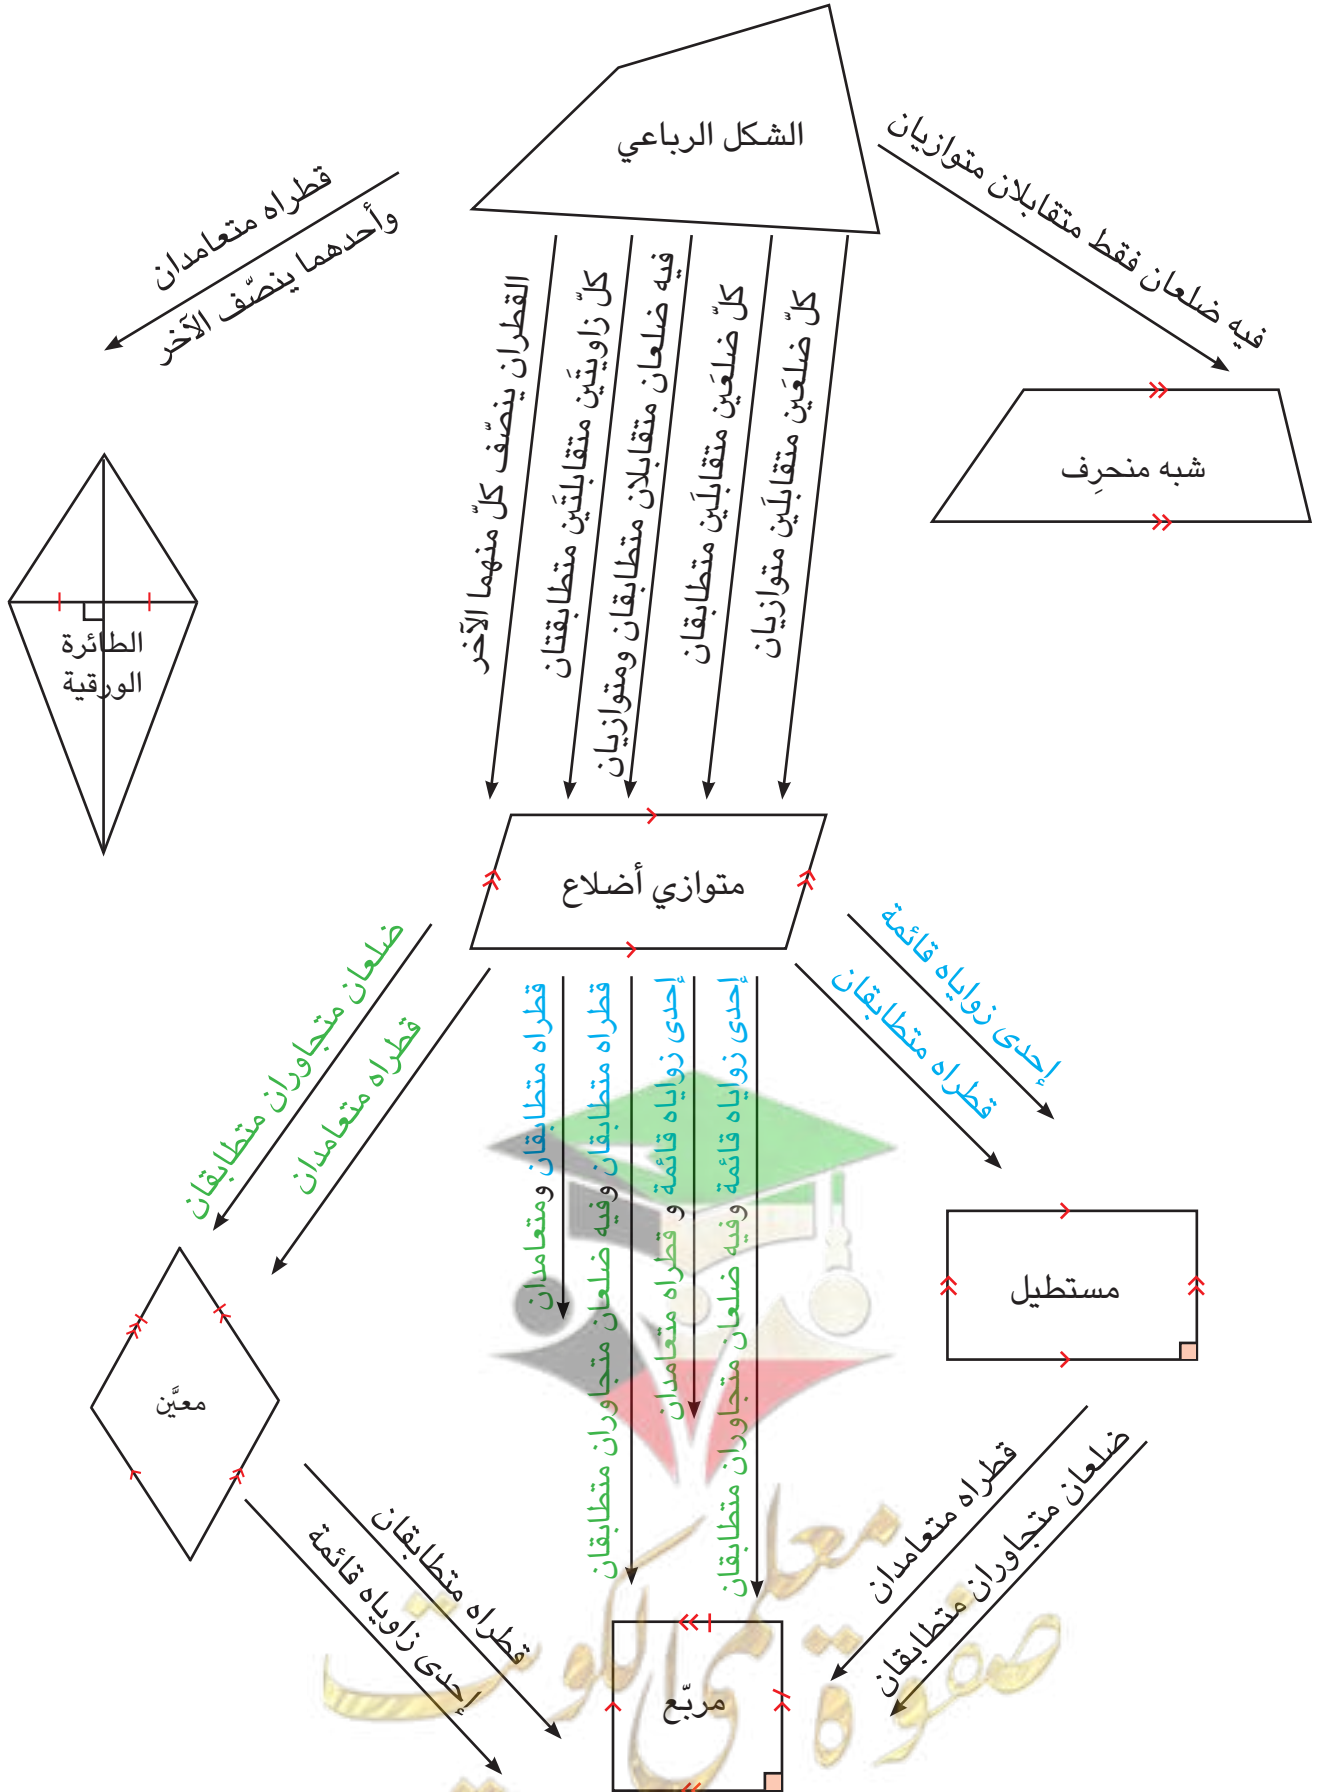 الشكل الرباعي
فيه ضلعان فقط متقابلان متوازيان
قطراه متعامدان
وأحدهما ينصّف الآخر
كلّ ضلعَين متقابلَين متوازيان
كلّ ضلعَين متقابلَين متطابقان
فيه ضلعان متقابلان متطابقان ومتوازيان
كلّ زاويتَين متقابلتَين متطابقتان
القطران ينصّف كلّ منهما الآخر
شبه منحرِف
الطائرة
الورقية
متوازي أضلاع
إحدى زواياه قائمة
قطراه متطابقان
إحدى زواياه قائمة وفيه ضلعان متجاوران متطابقان
إحدى زواياه قائمة و قطراه متعامدان
قطراه متطابقان وفيه ضلعان متجاوران متطابقان
قطراه متطابقان ومتعامدان
قطراه متعامدان
ضلعان متجاوران متطابقان
مستطيل
معيَّن
ضلعان متجاوران متطابقان
قطراه متعامدان
قطراه متطابقان
إحدى زاوياه قائمة
مربّع
صفوة معلمي الكويت